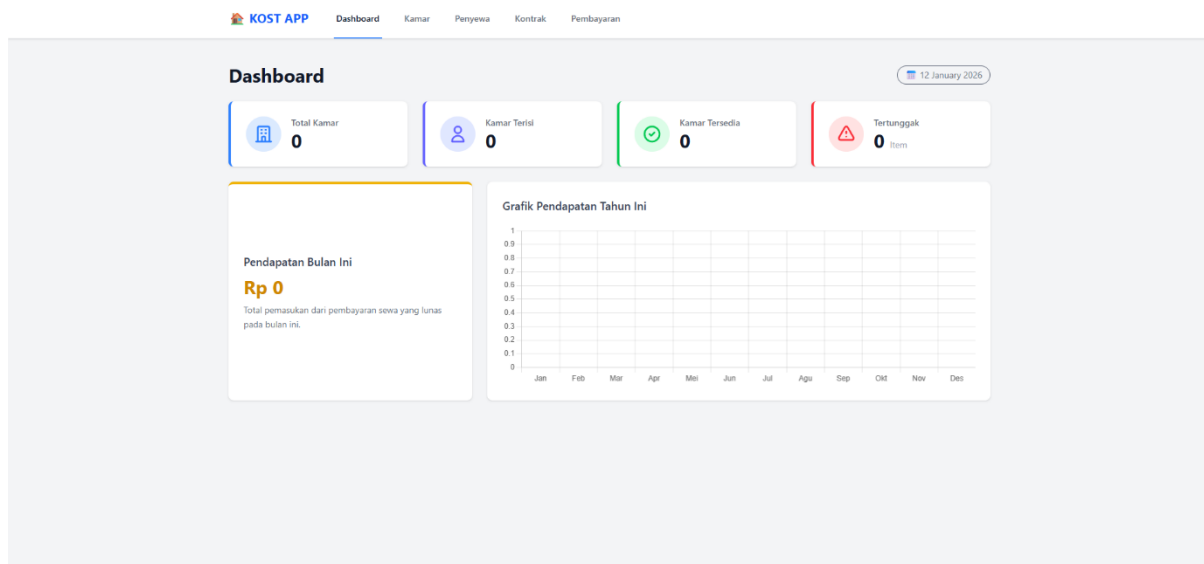 KOST APP Dashboard Kamar Penyewa Kontrak Pembayaran
Dashboard
12 January 2026
Total Kamar
0
Kamar Terisi
0
Kamar Tersedia
0
Tertunggak
0 Item
Pendapatan Bulan Ini
Rp 0
Total pemasukan dari pembayaran sewa yang lunas
pada bulan ini.
Grafik Pendapatan Tahun Ini
1
0.9
0.8
0.7
0.6
0.5
0.4
0.3
0.2
0.1
0
Jan Feb Mar Apr Mei Jun Jul Agu Sep Okt Nov Des